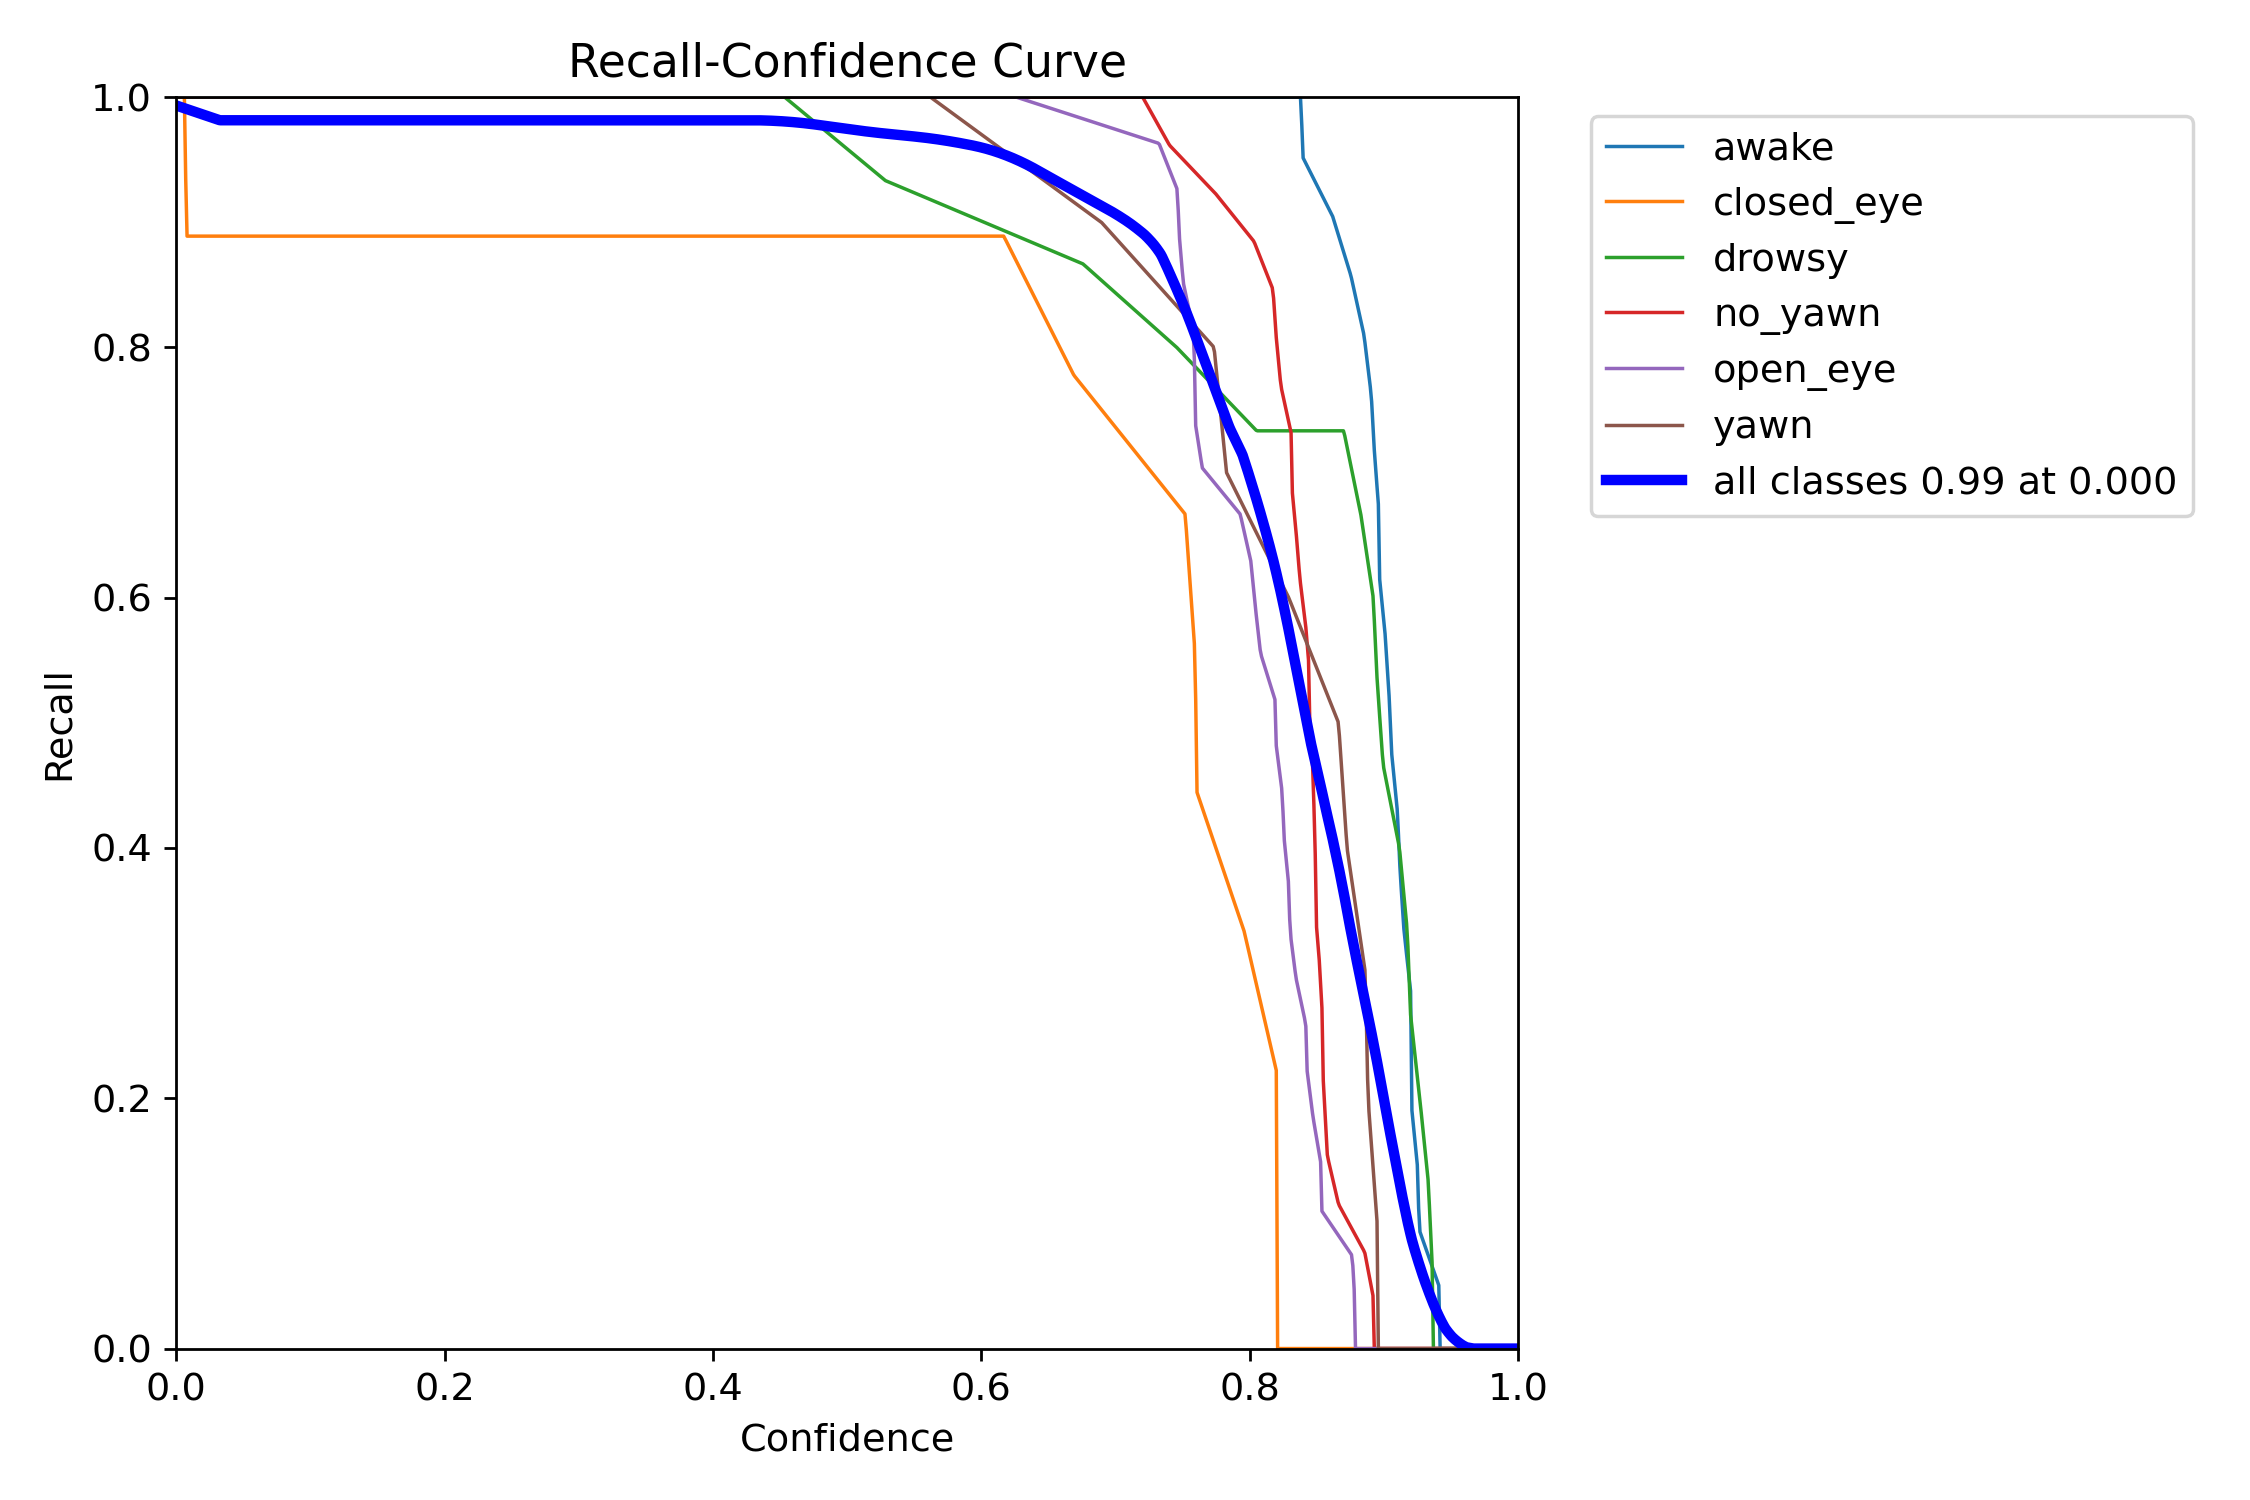 Recall-Confidence Curve
1.0
0.8
0.6
0.4
0.2
0.0
Recall
0.0 0.2 0.4 0.6 0.8 1.0
Confidence
awake
closed_eye
drowsy
no_yawn
open_eye
yawn
all classes 0.99 at 0.000